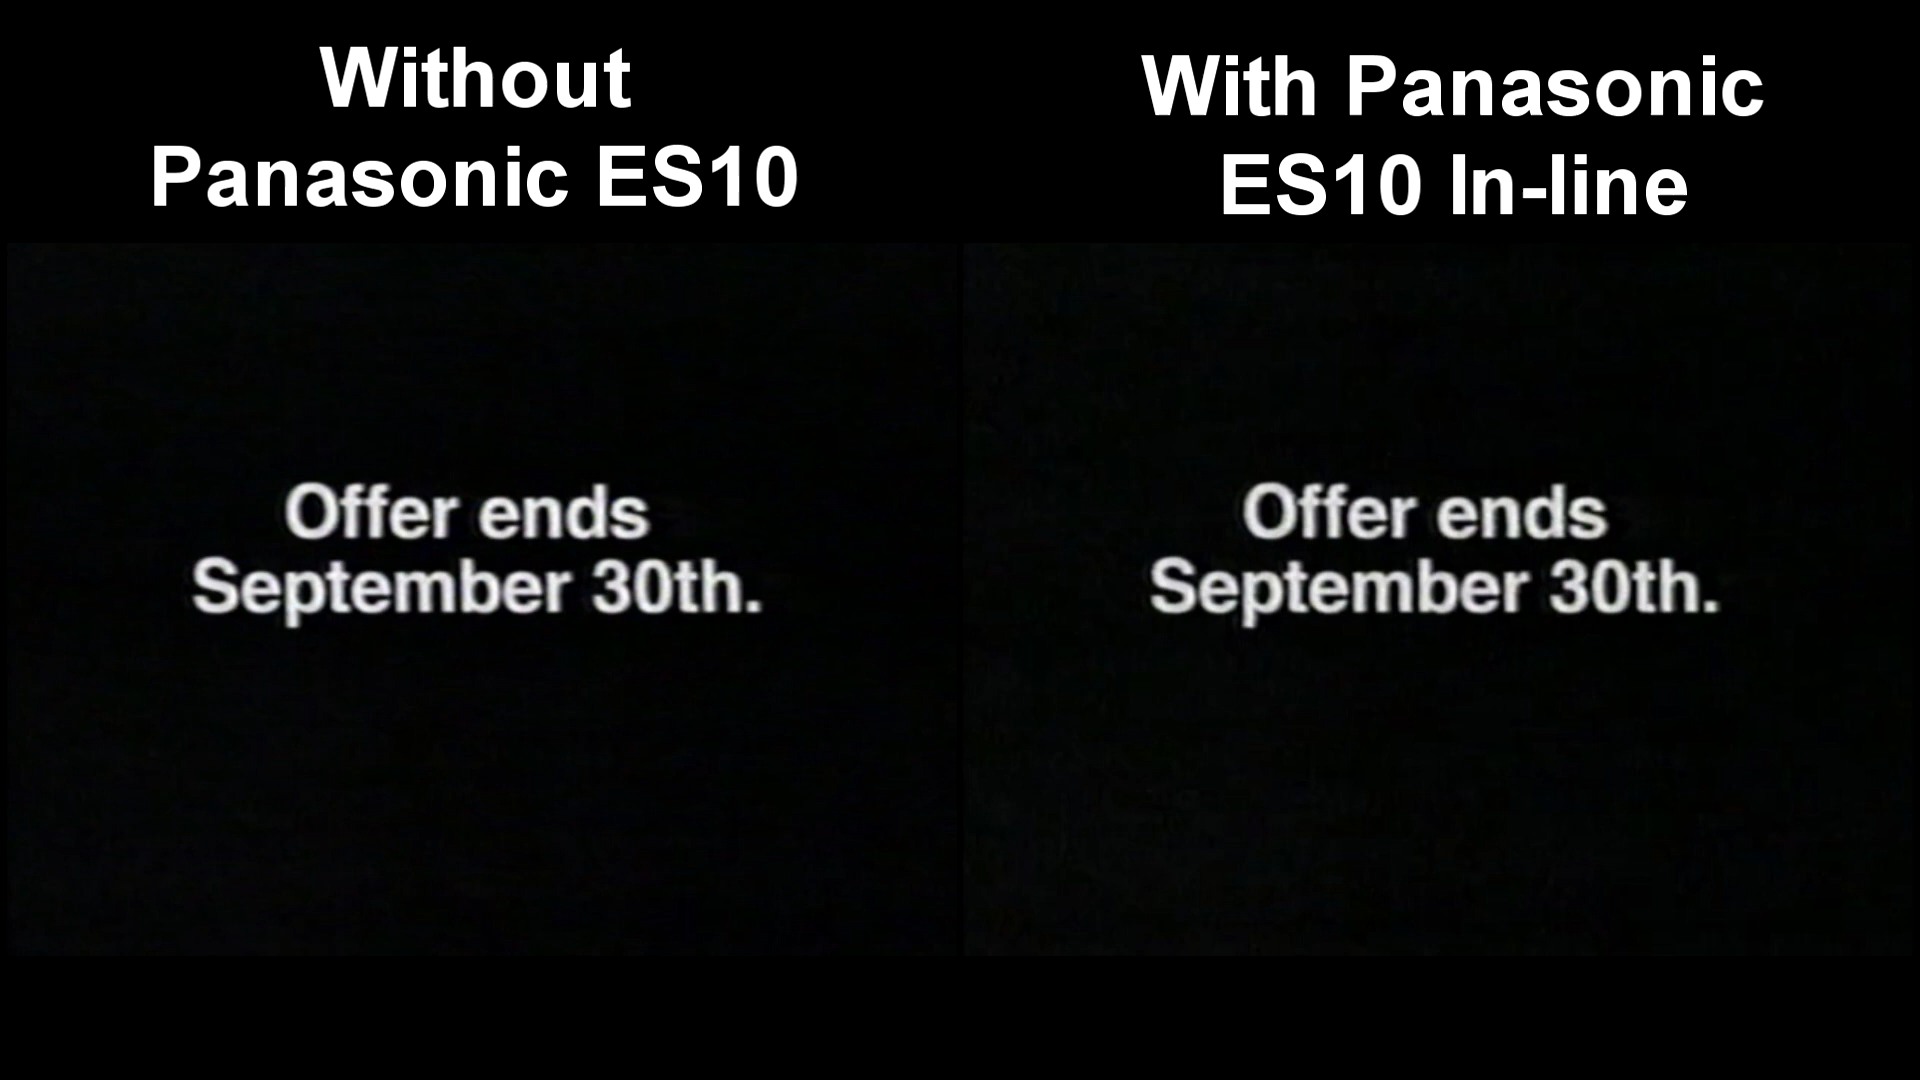 Without
Panasonic ES10
With Panasonic
ES10 In-line
Offer ends
September 30th.
Offer ends
September 30th.